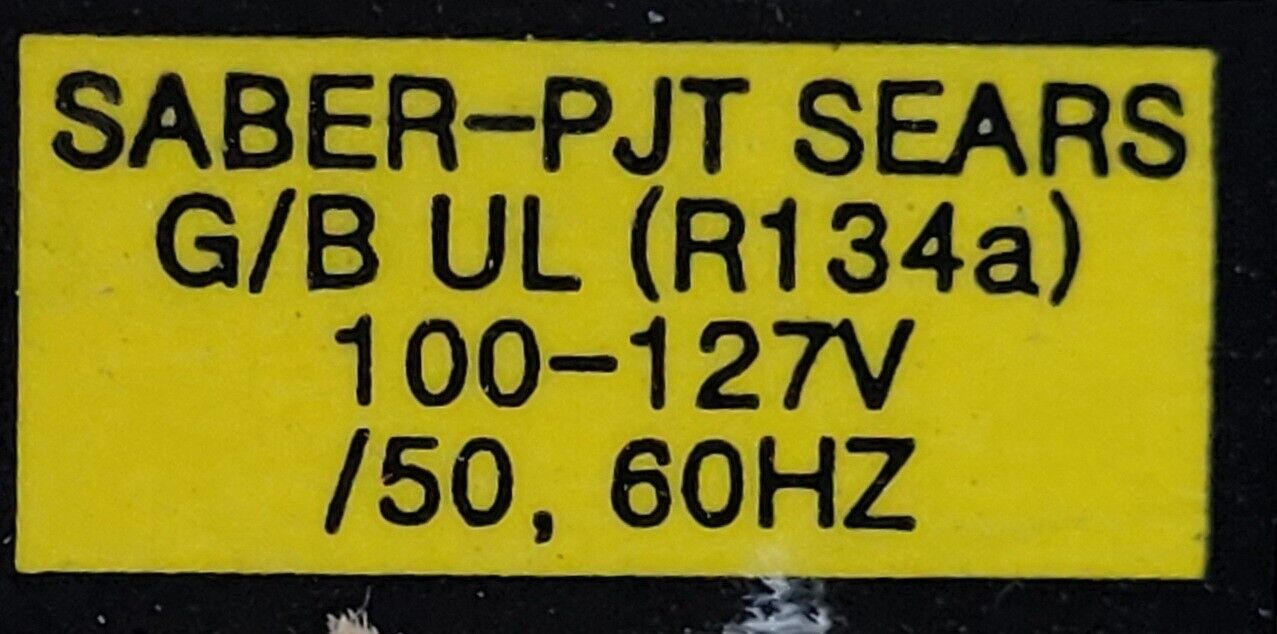 SABER-PJT SEARS
G/B UL (R134a)
100-127V
/50, 60HZ